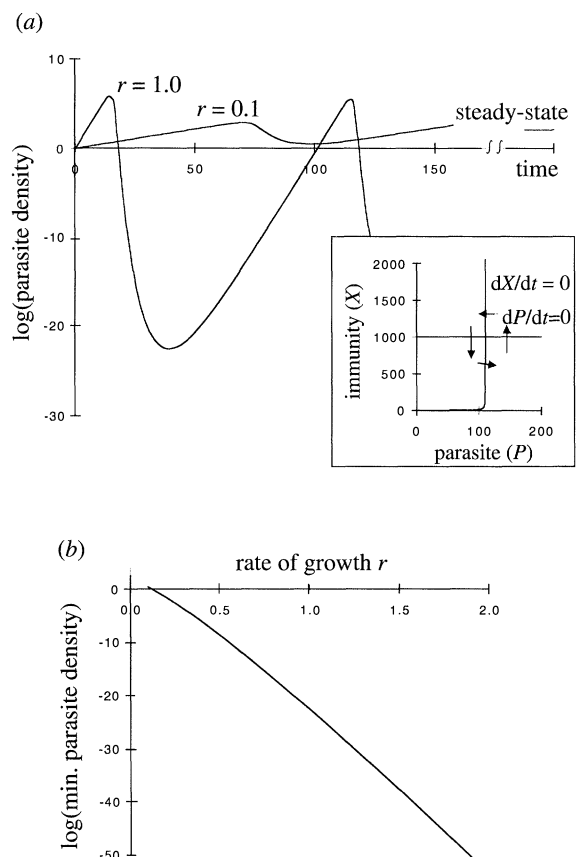 (a)
10
r = 1.0
r = 0.1
steady-state
0
0
50
100
150
time
-10
-20
-30
log(parasite density)
2000
1500
1000
500
0
immunity (X)
dX/dt = 0
dP/dt=0
0
100
200
parasite (P)
(b)
rate of growth r
0
0.0
0.5
1.0
1.5
2.0
-10
-20
-30
-40
-50
log(min. parasite density)